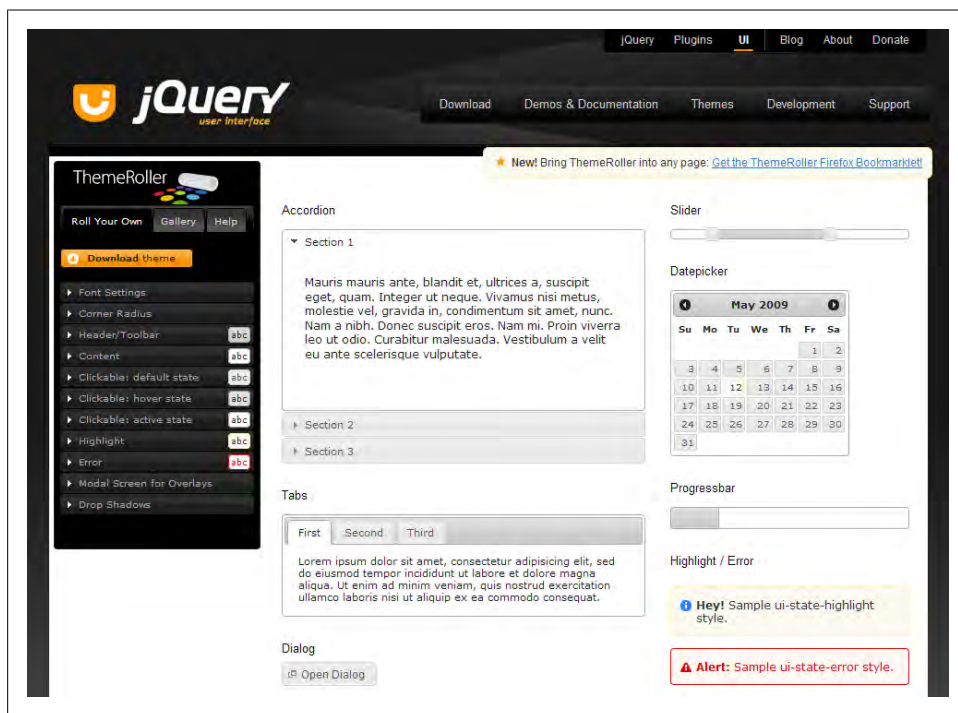 jQuery Plugins UI Blog About Donate
jQuery
user interface
Download Demos & Documentation Themes Development Support
New! Bring ThemeRoller into any page: Get the ThemeRoller Firefox Bookmarklet!
ThemeRoller
Roll Your Own Gallery Help
Download theme
Font Settings
Corner Radius
Header/Toolbar abc
Content abc
Clickable: default state abc
Clickable: hover state abc
Clickable: active state abc
Highlight abc
Error abc
Modal Screen for Overlays
Drop Shadows
Accordion
Section 1
Mauris mauris ante, blandit et, ultrices a, suscipit
eget, quam. Integer ut neque. Vivamus nisi metus,
molestie vel, gravida in, condimentum sit amet, nunc.
Nam a nibh. Donec suscipit eros. Nam mi. Proin viverra
leo ut odio. Curabitur malesuada. Vestibulum a velit
eu ante scelerisque vulputate.
Section 2
Section 3
Tabs
First Second Third
Lorem ipsum dolor sit amet, consectetur adipisicing elit, sed
do eiusmod tempor incididunt ut labore et dolore magna
aliqua. Ut enim ad minim veniam, quis nostrud exercitation
ullamco laboris nisi ut aliquip ex ea commodo consequat.
Dialog
Open Dialog
Slider
Datepicker
May 2009
Su Mo Tu We Th Fr Sa
1 2
3 4 5 6 7 8 9
10 11 12 13 14 15 16
17 18 19 20 21 22 23
24 25 26 27 28 29 30
31
Progressbar
Highlight / Error
Hey! Sample ui-state-highlight
style.
Alert: Sample ui-state-error style.